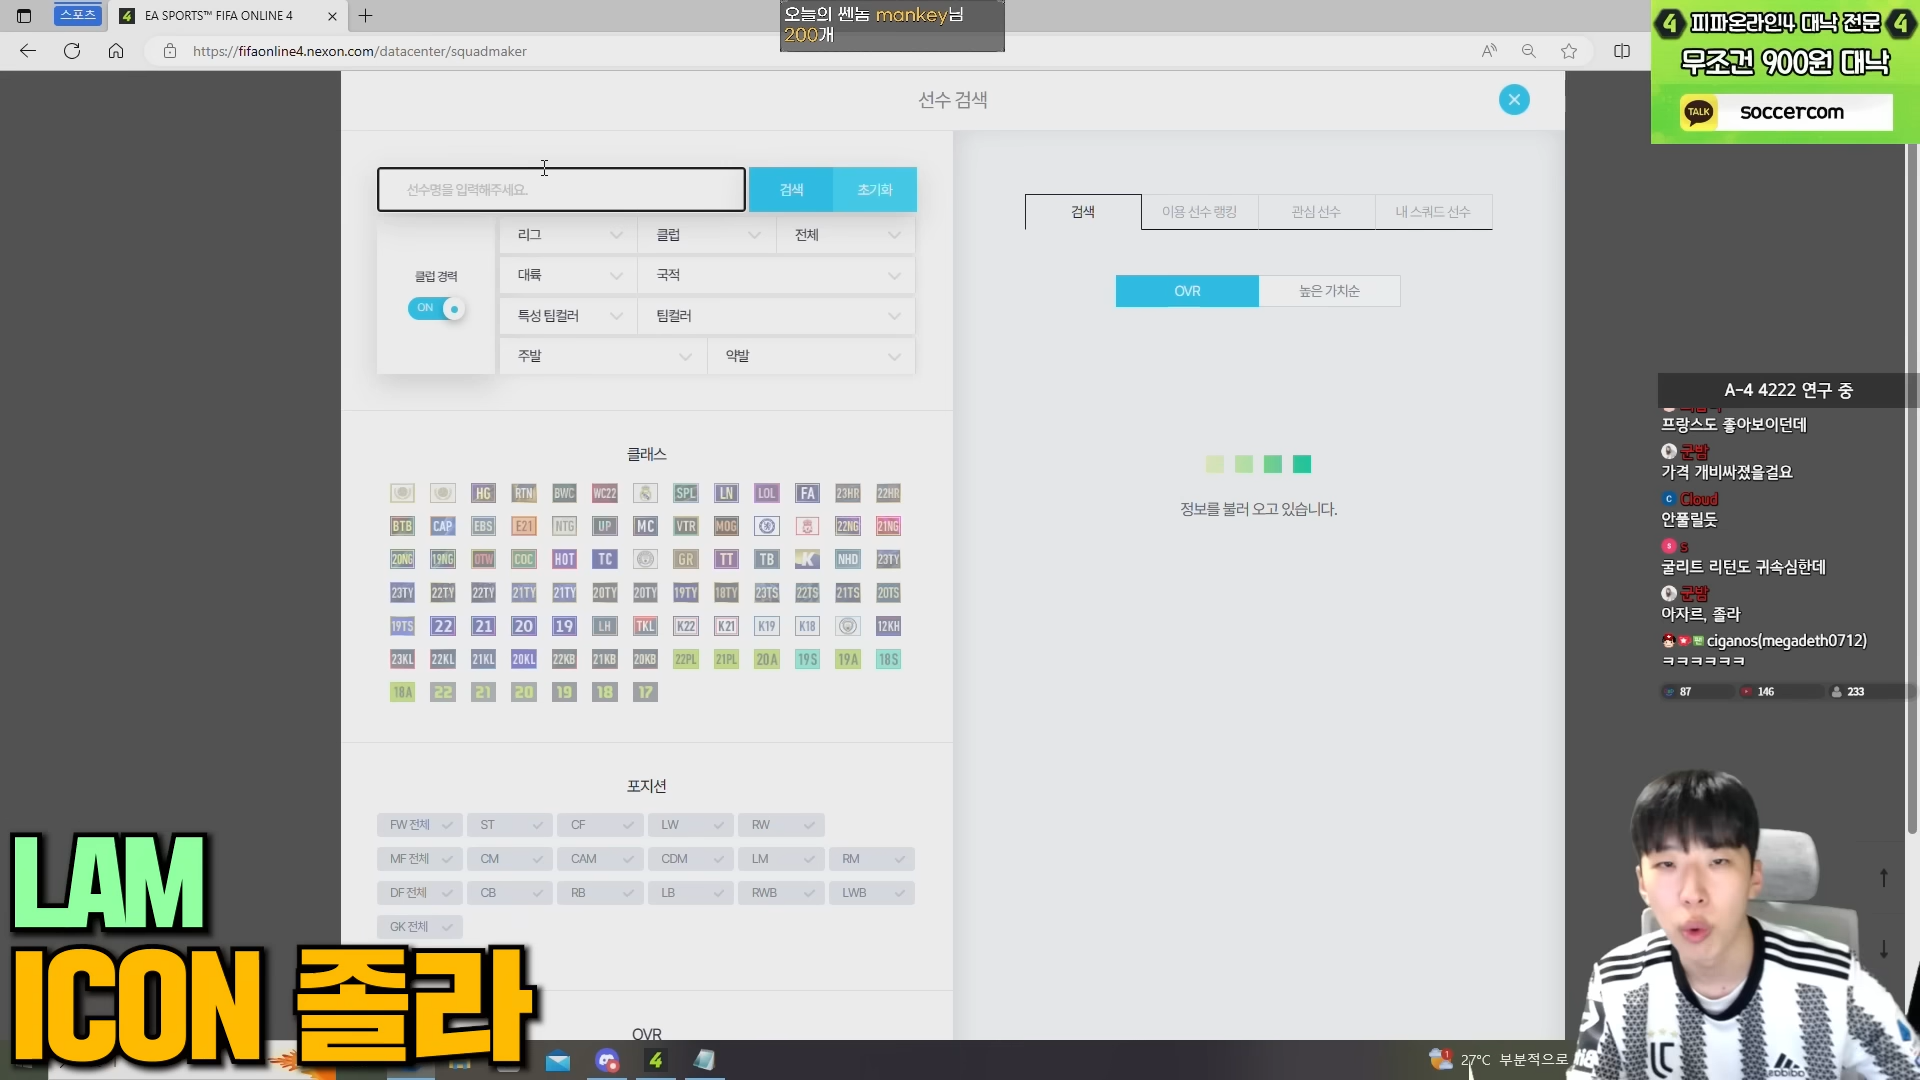 스포츠
EA SPORTS™ FIFA ONLINE 4
https://fifaonline4.nexon.com/datacenter/squadmaker
오늘의 쎈놈 mankey님
200개
4 피파온라인4 대낙 전문 4
무조건 900원 대낙
TALK soccercom
선수 검색
선수명을 입력해주세요.
검색
초기화
리그 클럽 전체
클럽 경력
ON
대륙 국적
특성 팀컬러 팀컬러
주발 약발
검색 이용 선수 랭킹 관심 선수 내 스쿼드 선수
OVR 높은 가치순
정보를 불러 오고 있습니다.
클래스
HG RTN BWC WC22 SPL LN LOL FA 23HR 22HR
BTB CAP EBS E21 NTG UP MC VTR MOG 22NG 21NG
20NG 19NG OTW COC HOT TC GR TT TB K NHD 23TY
23TY 22TY 22TY 21TY 21TY 20TY 20TY 19TY 18TY 23TS 22TS 21TS 20TS
19TS 22 21 20 19 LH TKL K22 K21 K19 K18 12KH
23KL 22KL 21KL 20KL 22KB 21KB 20KB 22PL 21PL 20A 19S 19A 18S
18A 22 21 20 19 18 17
포지션
FW 전체 ST CF LW RW
MF 전체 CM CAM CDM LM RM
DF 전체 CB RB LB RWB LWB
GK 전체
OVR
A-4 4222 연구 중
프랑스도 좋아보이던데
군밤
가격 개비싸졌을걸요
C Cloud
안풀릴듯
s s
굴리트 리턴도 귀속심한데
군밤
아자르, 졸라
ciganos(megadeth0712)
ㅋㅋㅋㅋㅋㅋ
87 146 233
LAM
ICON 졸라
4
1
27°C 부분적으로
adidas